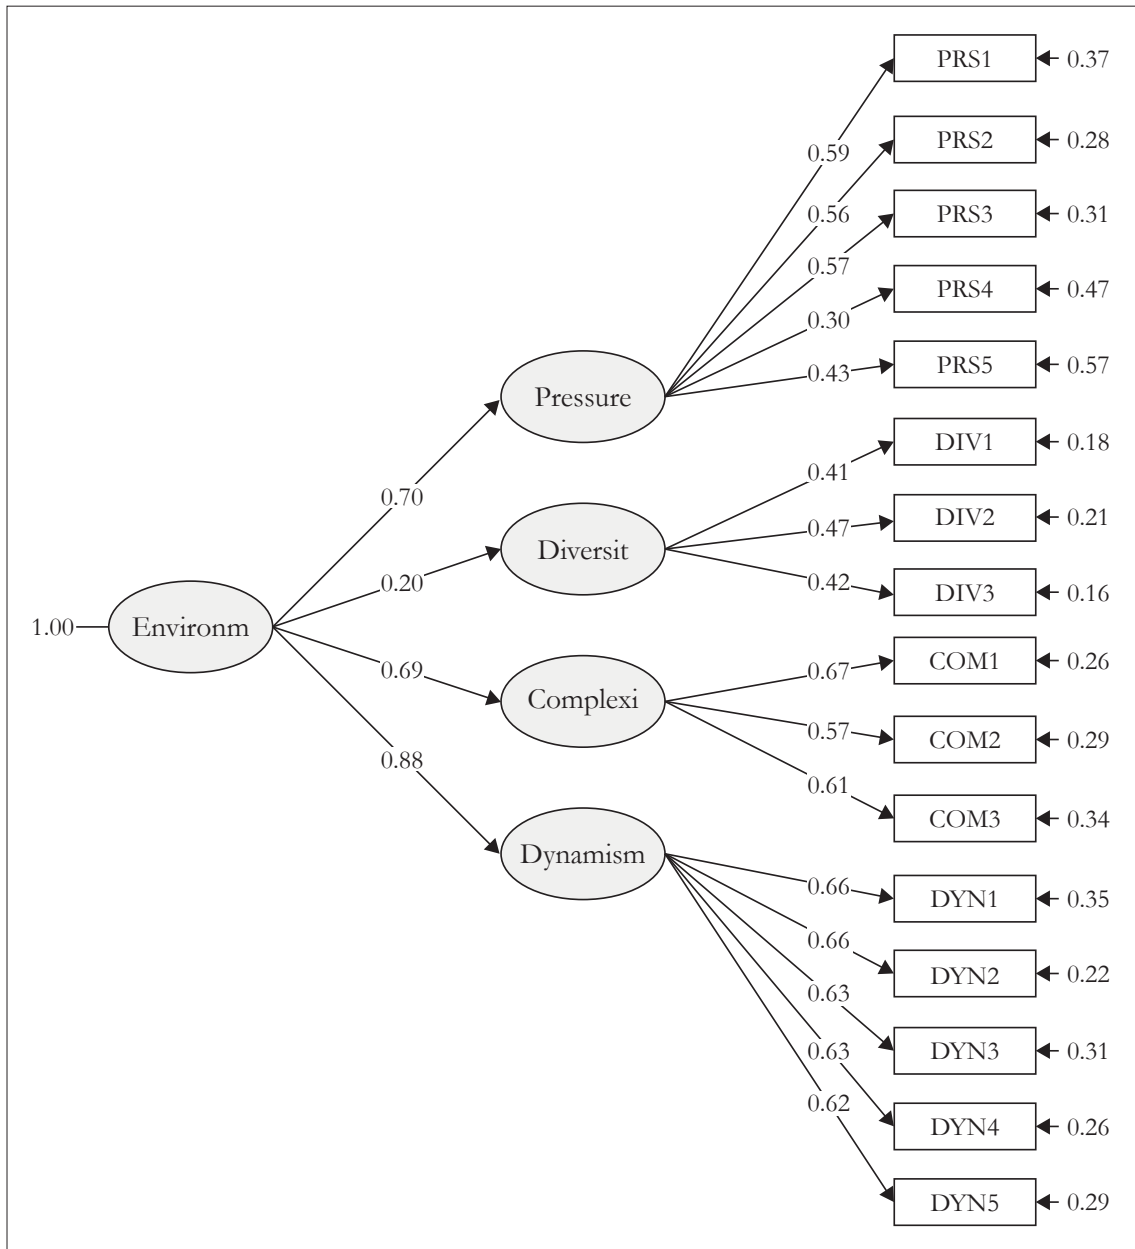 PRS1 0.37
0.59
PRS2 0.28
0.56
PRS3 0.31
0.57
PRS4 0.47
0.30
PRS5 0.57
0.43
Pressure
DIV1 0.18
0.41
0.70
DIV2 0.21
0.47
Diversit
0.20
DIV3 0.16
0.42
1.00 Environm
COM1 0.26
0.67
0.69
Complexi
COM2 0.29
0.57
0.88
0.61
COM3 0.34
Dynamism
0.66
DYN1 0.35
0.66
DYN2 0.22
0.63
DYN3 0.31
0.63
0.62
DYN4 0.26
DYN5 0.29